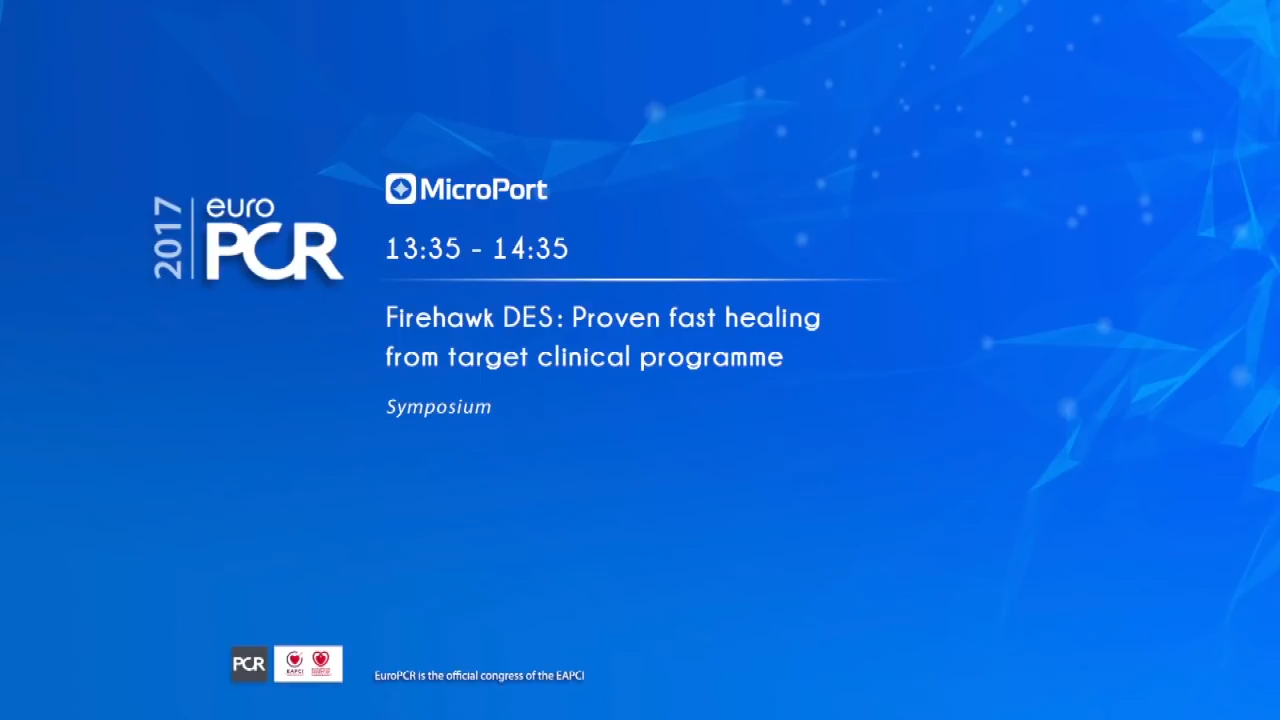 2017
euro
PCR
MicroPort
13:35 - 14:35
Firehawk DES: Proven fast healing
from target clinical programme
Symposium
PCR
EAPCI
EuroPCR is the official congress of the EAPCI